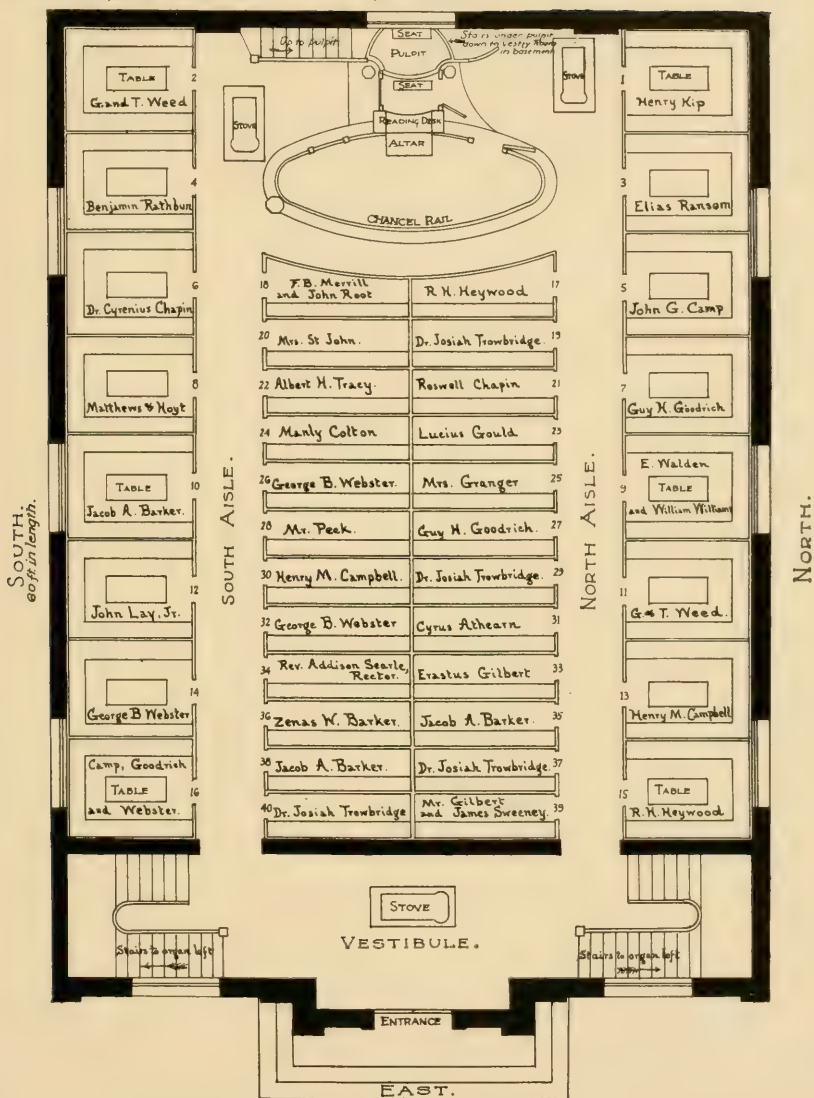 SEAT
PULPIT
Up to pulpit
Stairs under pulpit
down to vestry room
in basement
SEAT
READING DESK
ALTAR
CHANCEL RAIL
STOVE
STOVE
TABLE
2
G. and T. Weed
4
Benjamin Rathbun
6
Dr. Cyrenius Chapin
8
Matthews & Hoyt
TABLE
10
Jacob A. Barker.
12
John Lay, Jr.
14
George B Webster
Camp, Goodrich
TABLE
16
and Webster.
SOUTH.
80 ft in length.
SOUTH AISLE.
18 F. B. Merrill
and John Root
R. H. Heywood 17
20 Mrs. St John.
Dr. Josiah Trowbridge. 19
22 Albert H. Tracy.
Roswell Chapin 21
24 Manly Colton
Lucius Gould 23
26 George B. Webster.
Mrs. Granger 25
28 Mr. Peek.
Guy H. Goodrich. 27
30 Henry M. Campbell.
Dr. Josiah Trowbridge. 29
32 George B. Webster
Cyrus Athearn 31
34 Rev. Addison Searle,
Rector.
Erastus Gilbert 33
36 Zenas W. Barker.
Jacob A. Barker. 35
38 Jacob A. Barker.
Dr. Josiah Trowbridge. 37
40 Dr. Josiah Trowbridge
Mr. Gilbert
and James Sweeney. 39
NORTH AISLE.
1
TABLE
Henry Kip
3
Elias Ransom
5
John G. Camp
7
Guy H. Goodrich
E. Walden
9
TABLE
and William Williams
11
G. & T. Weed.
13
Henry M. Campbell
15
TABLE
R. H. Heywood
NORTH.
STOVE
VESTIBULE.
Stairs to organ loft
Stairs to organ loft
ENTRANCE
EAST.